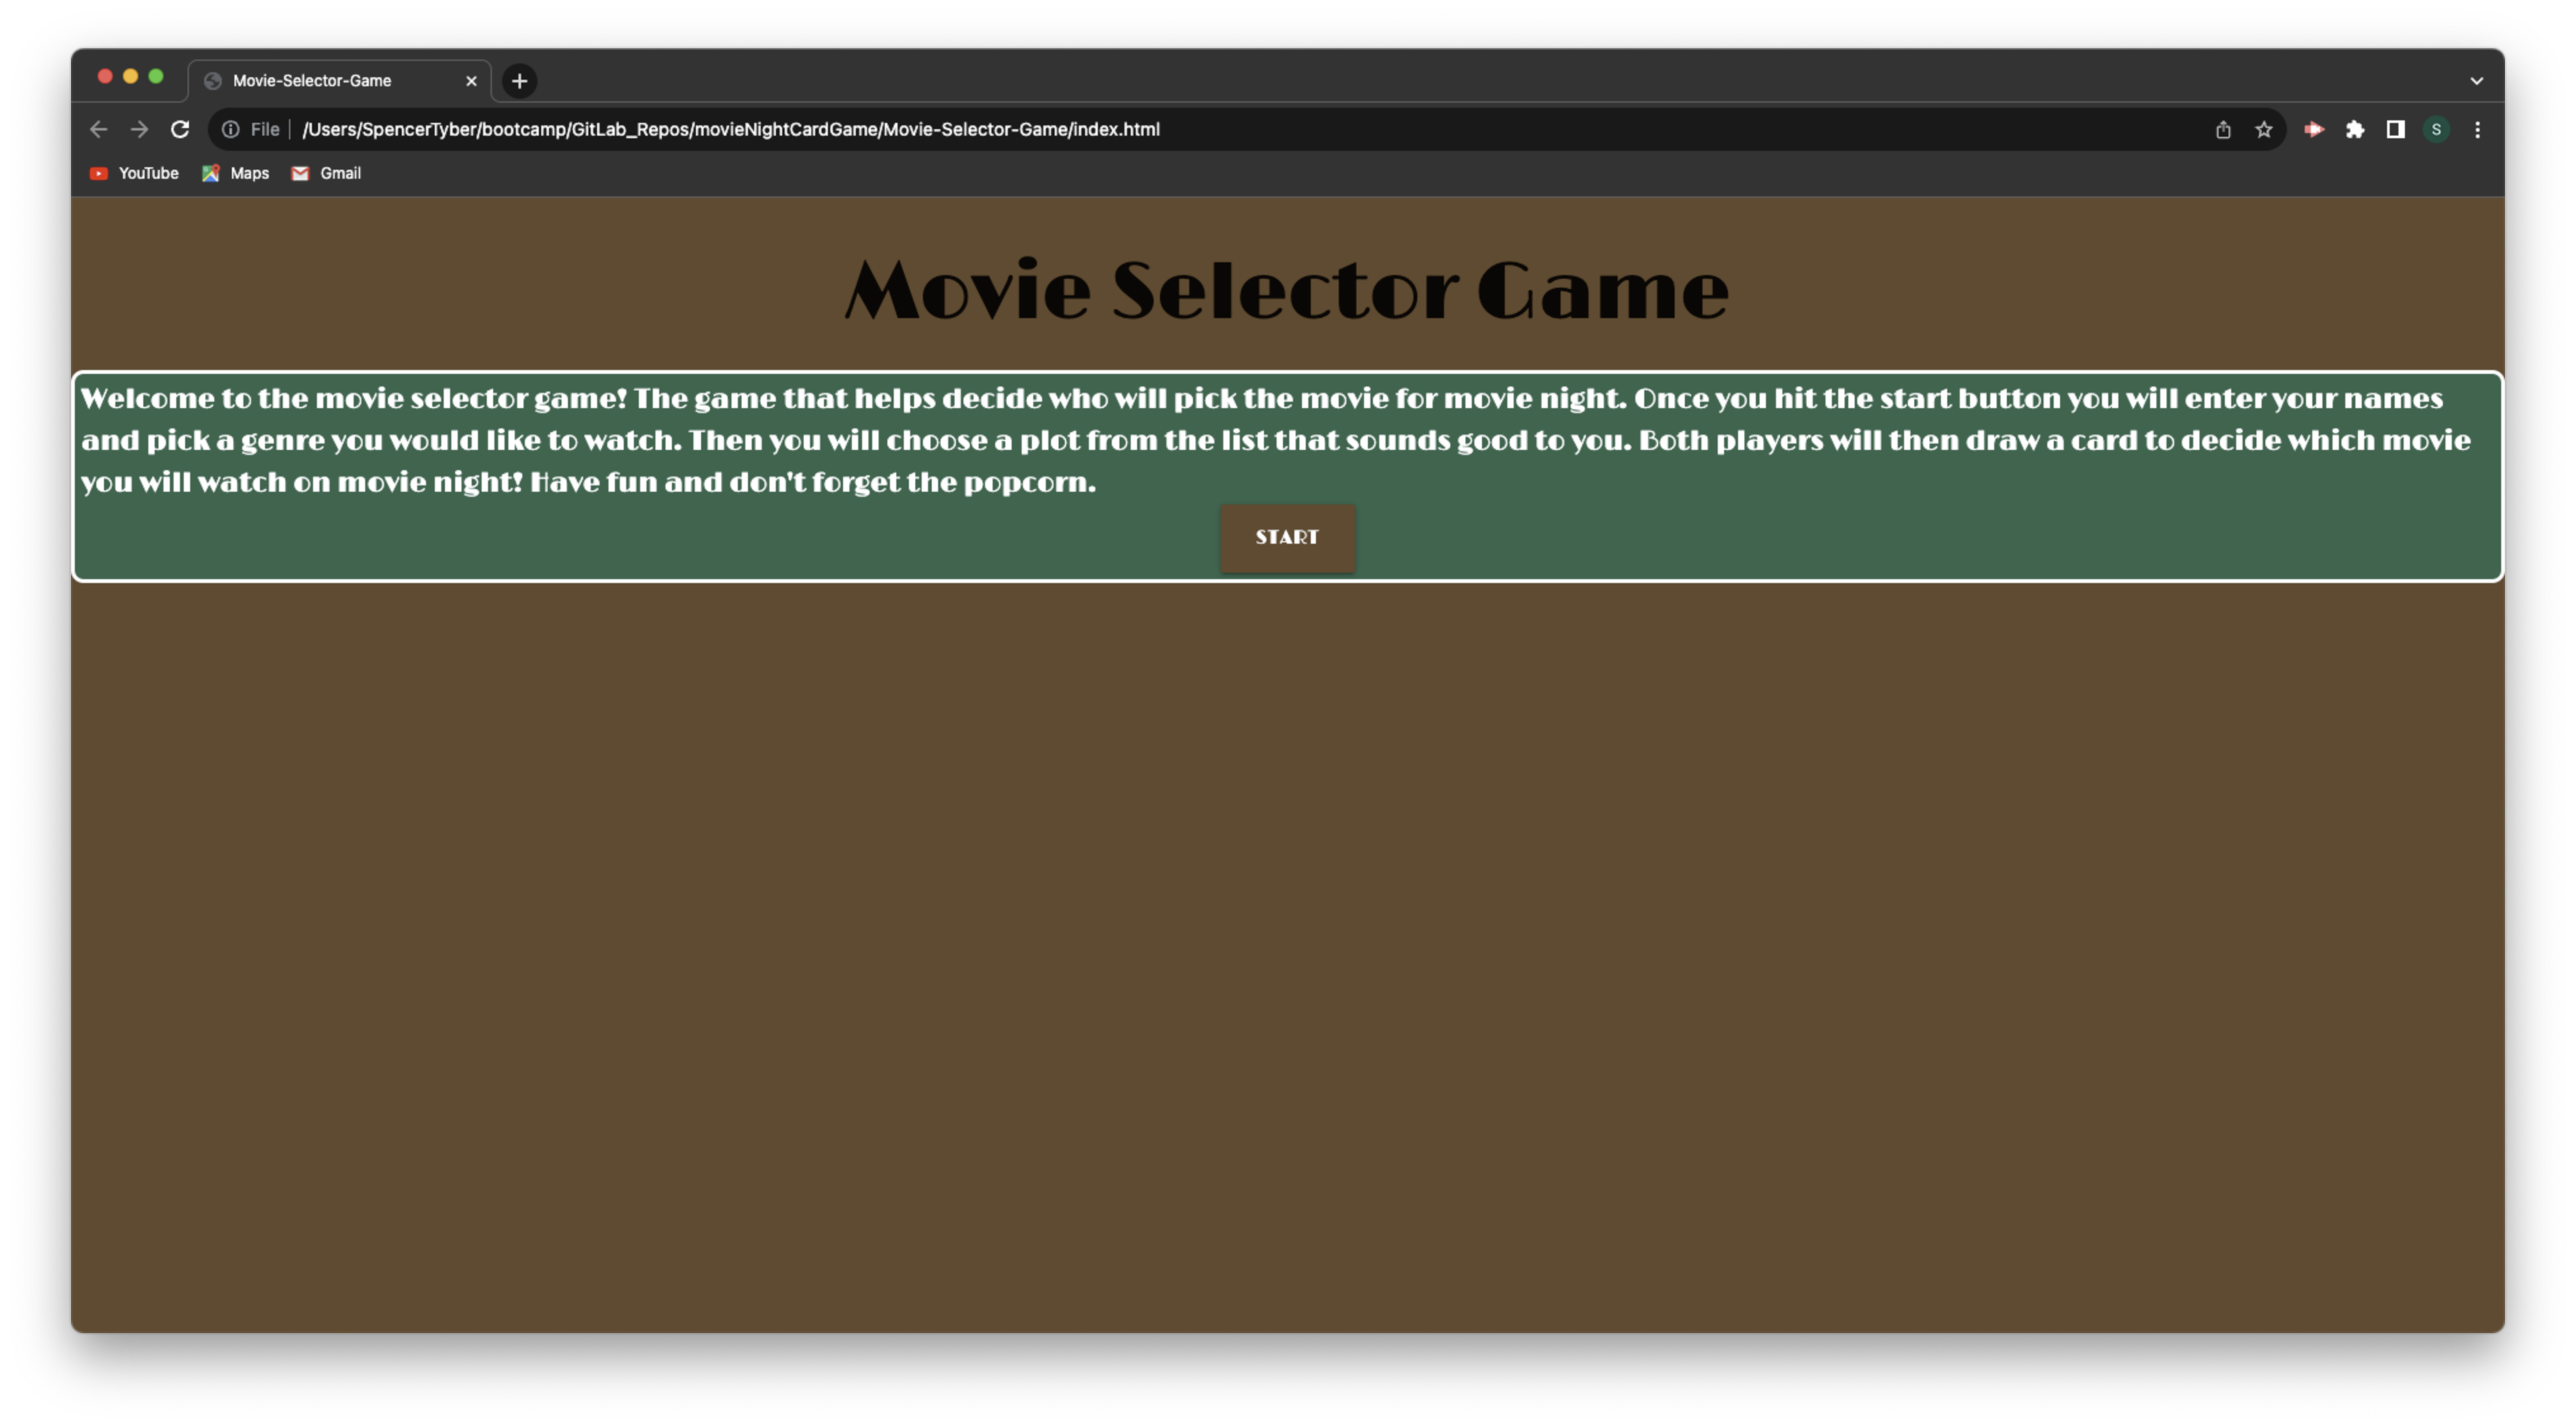 Movie-Selector-Game
File /Users/SpencerTyber/bootcamp/GitLab_Repos/movieNightCardGame/Movie-Selector-Game/index.html
S
YouTube Maps Gmail
Movie Selector Game
Welcome to the movie selector game! The game that helps decide who will pick the movie for movie night. Once you hit the start button you will enter your names
and pick a genre you would like to watch. Then you will choose a plot from the list that sounds good to you. Both players will then draw a card to decide which movie
you will watch on movie night! Have fun and don't forget the popcorn.
START